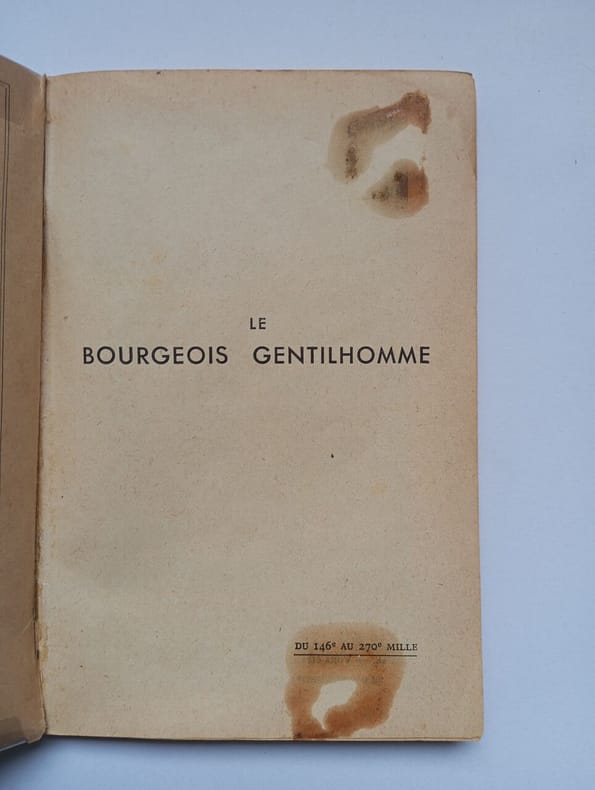 LE
BOURGEOIS GENTILHOMME
DU 146e AU 270e MILLE